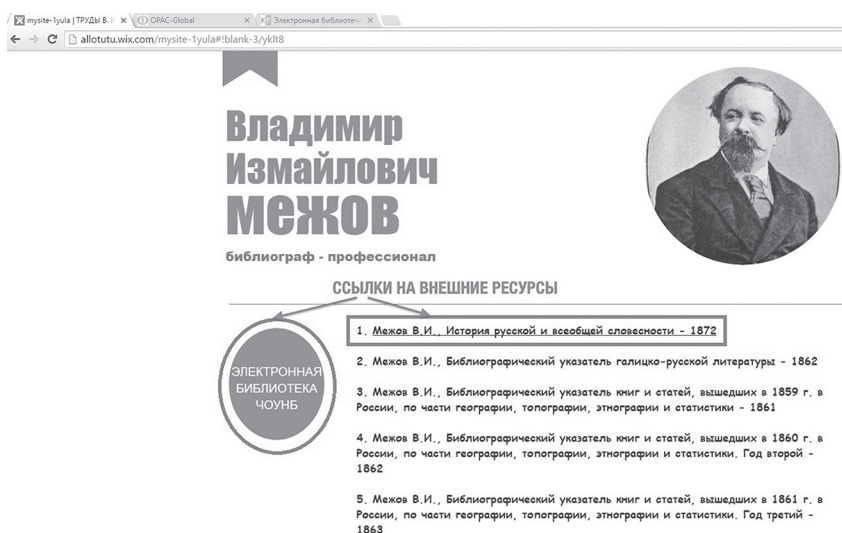 mysite-1yula | ТРУДЫ В. И
OPAC-Global
Электронная библиотек
allotutu.wix.com/mysite-1yula#!blank-3/yklt8
Владимир
Измайлович
межов
библиограф - профессионал
ССЫЛКИ НА ВНЕШНИЕ РЕСУРСЫ
ЭЛЕКТРОННАЯ
БИБЛИОТЕКА
ЧОУНБ
1. Межов В.И., История русской и всеобщей словесности - 1872
2. Межов В.И., Библиографический указатель галицко-русской литературы - 1862
3. Межов В.И., Библиографический указатель книг и статей, вышедших в 1859 г. в
России, по части географии, топографии, этнографии и статистики - 1861
4. Межов В.И., Библиографический указатель книг и статей, вышедших в 1860 г. в
России, по части географии, топографии, этнографии и статистики. Год второй -
1862
5. Межов В.И., Библиографический указатель книг и статей, вышедших в 1861 г. в
России, по части географии, топографии, этнографии и статистики. Год третий -
1863